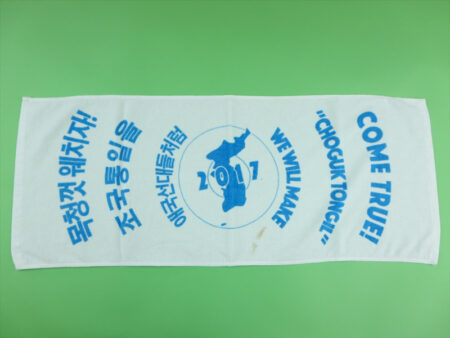 애국선대들처럼
조국통일을
목청껏 웨치자!
2017
WE WILL MAKE
"CHOGUK TONGIL"
COME TRUE!